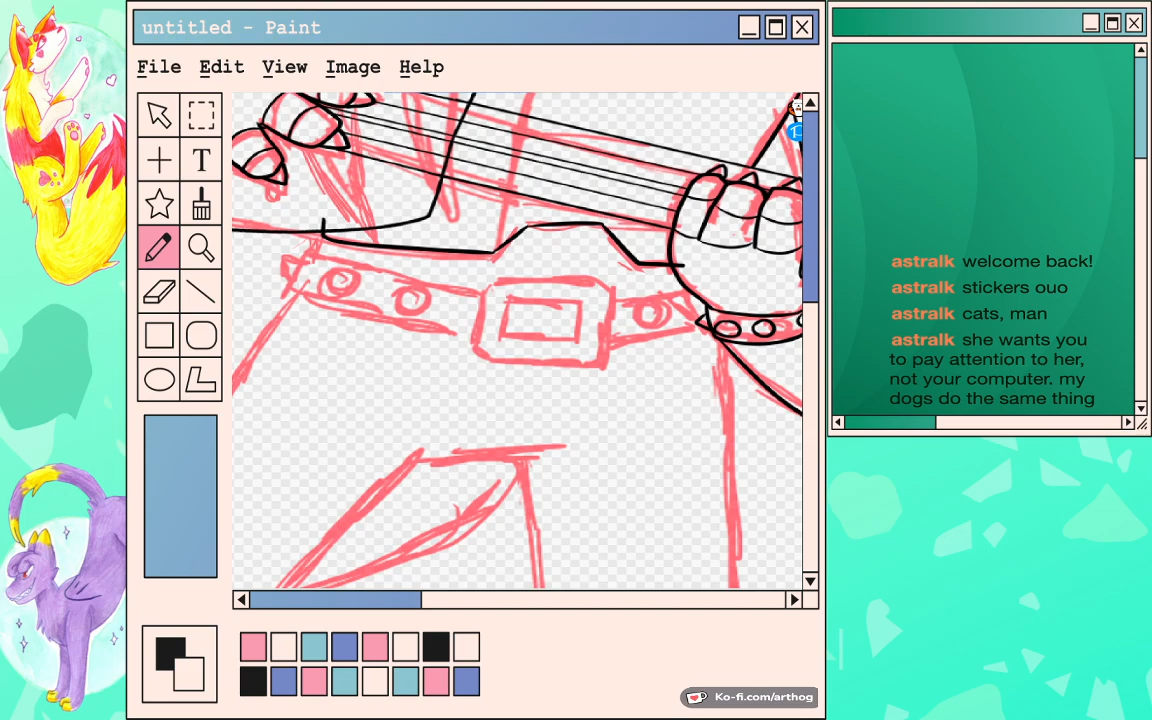 untitled - Paint
File Edit View Image Help
T
astralk welcome back!
astralk stickers ouo
astralk cats, man
astralk she wants you
to pay attention to her,
not your computer. my
dogs do the same thing
Ko-fi.com/arthog